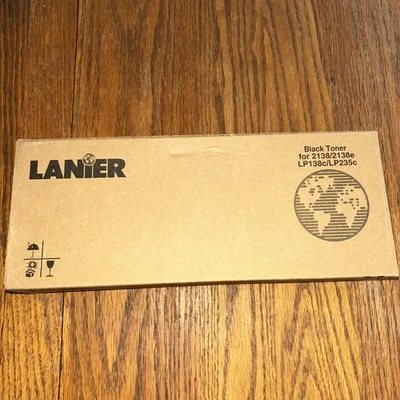 LANIER
Black Toner
for 2138/2138e
LP138c/LP235c